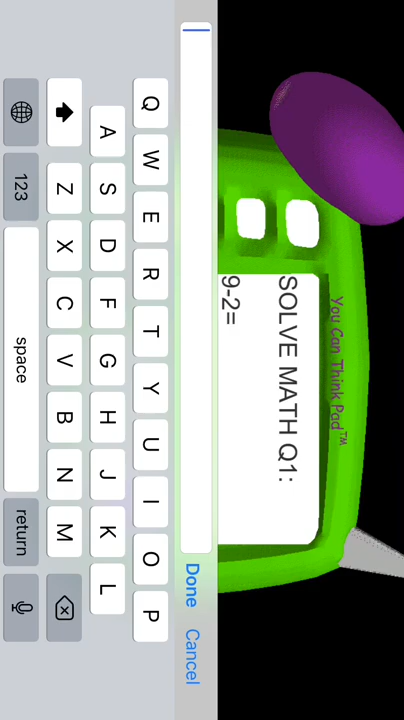 You Can Think Pad™
SOLVE MATH Q1:
9-2=
Done Cancel
Q W E R T Y U I O P
A S D F G H J K L
Z X C V B N M
123 space return